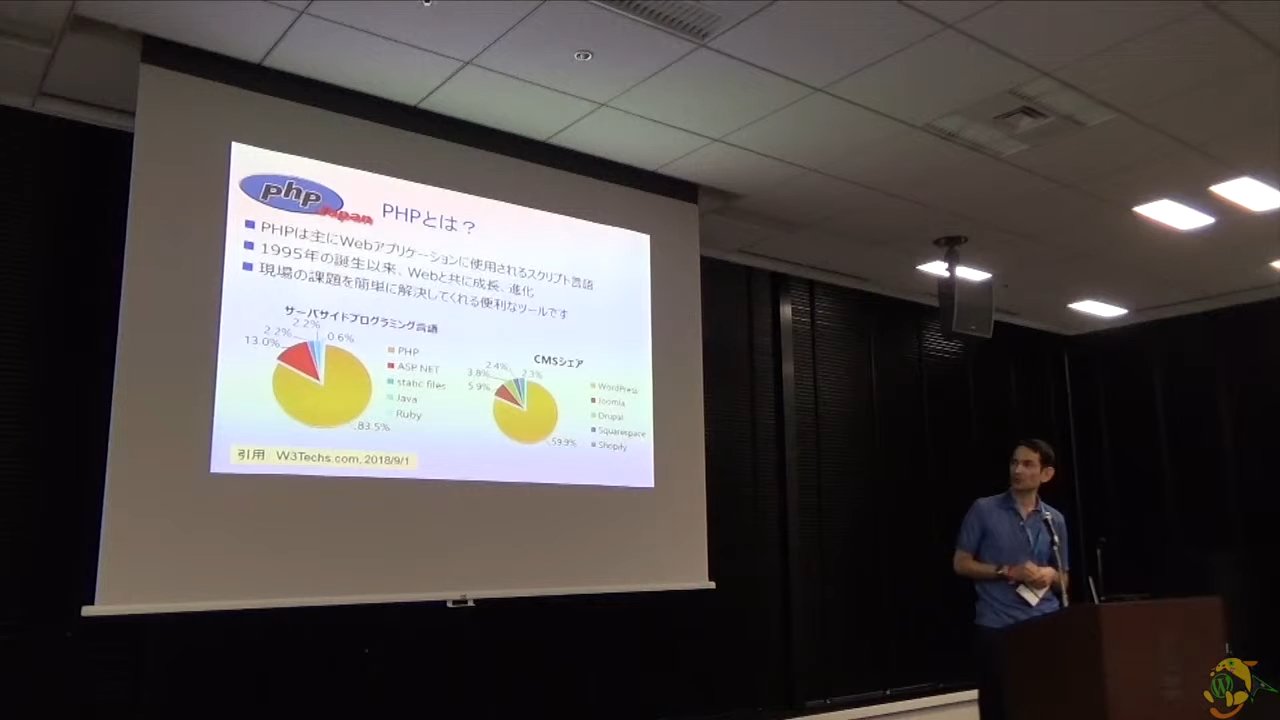 php
Japan
PHPとは？
PHPは主にWebアプリケーションに使用されるスクリプト言語
1995年の誕生以来、Webと共に成長、進化
現場の課題を簡単に解決してくれる便利なツールです
サーバサイドプログラミング言語
2.2%
2.2%
0.6%
13.0%
83.5%
PHP
ASP.NET
static files
Java
Ruby
CMSシェア
2.4%
3.8%
2.3%
5.9%
59.9%
WordPress
Joomla
Drupal
Squarespace
Shopify
引用 W3Techs.com, 2018/9/1
W